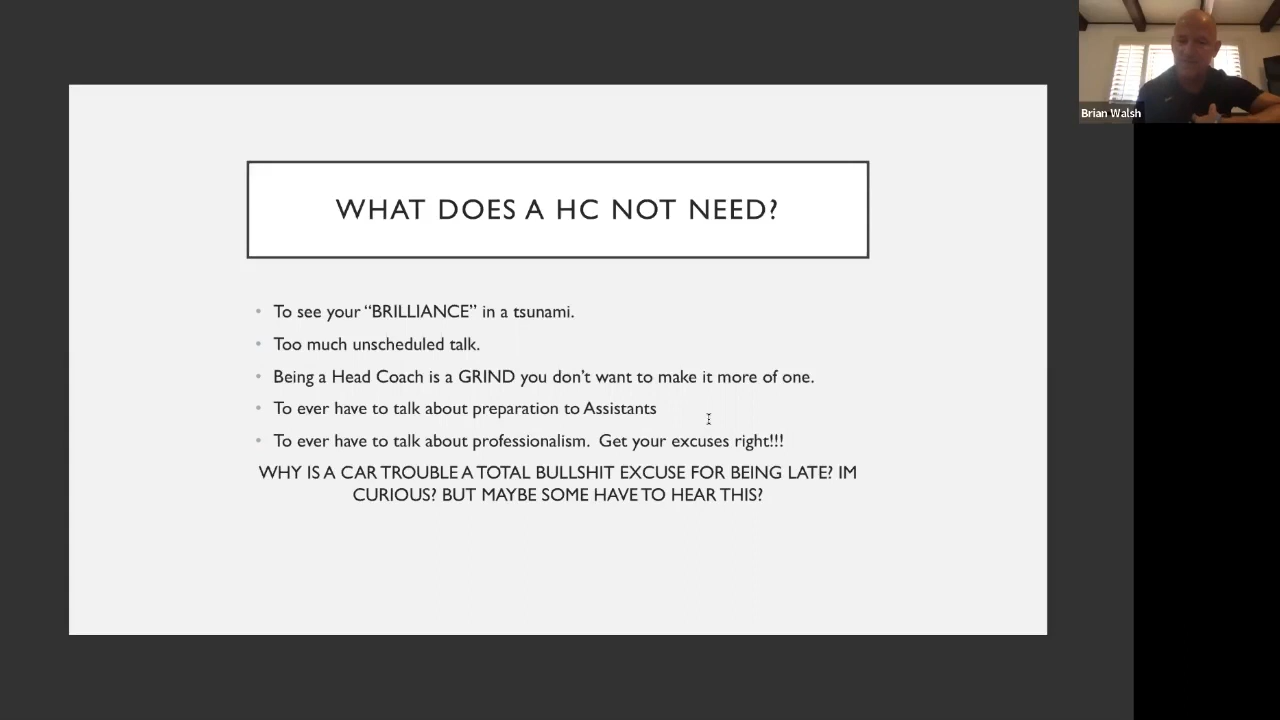 Brian Walsh
WHAT DOES A HC NOT NEED?
• To see your “BRILLIANCE” in a tsunami.
• Too much unscheduled talk.
• Being a Head Coach is a GRIND you don’t want to make it more of one.
• To ever have to talk about preparation to Assistants
• To ever have to talk about professionalism.  Get your excuses right!!!
WHY IS A CAR TROUBLE A TOTAL BULLSHIT EXCUSE FOR BEING LATE? IM
CURIOUS? BUT MAYBE SOME HAVE TO HEAR THIS?